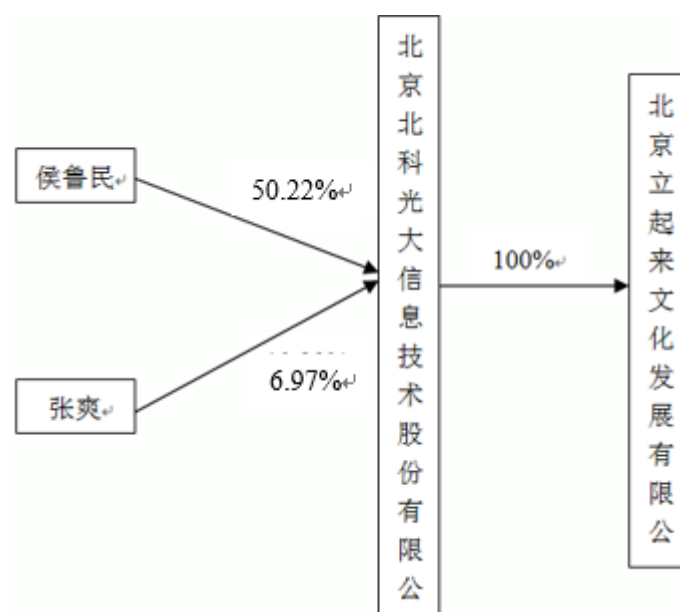 侯鲁民
50.22%
张爽
6.97%
北京北科光大信息技术股份有限公
100%
北京立起来文化发展有限公